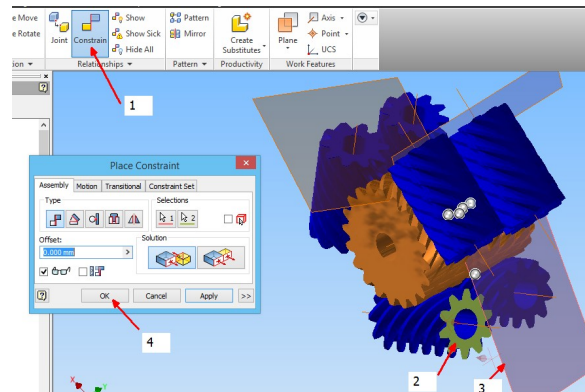 e Move
Show
Pattern
Axis
e Rotate
Joint
Constrain
Show Sick
Mirror
Create
Substitutes
Plane
Point
Hide All
UCS
ion
Relationships
Pattern
Productivity
Work Features
1
Place Constraint
Assembly
Motion
Transitional
Constraint Set
Type
Selections
1
2
Offset:
Solution
0.000 mm
>
OK
Cancel
Apply
>>
4
2
3
X
Y